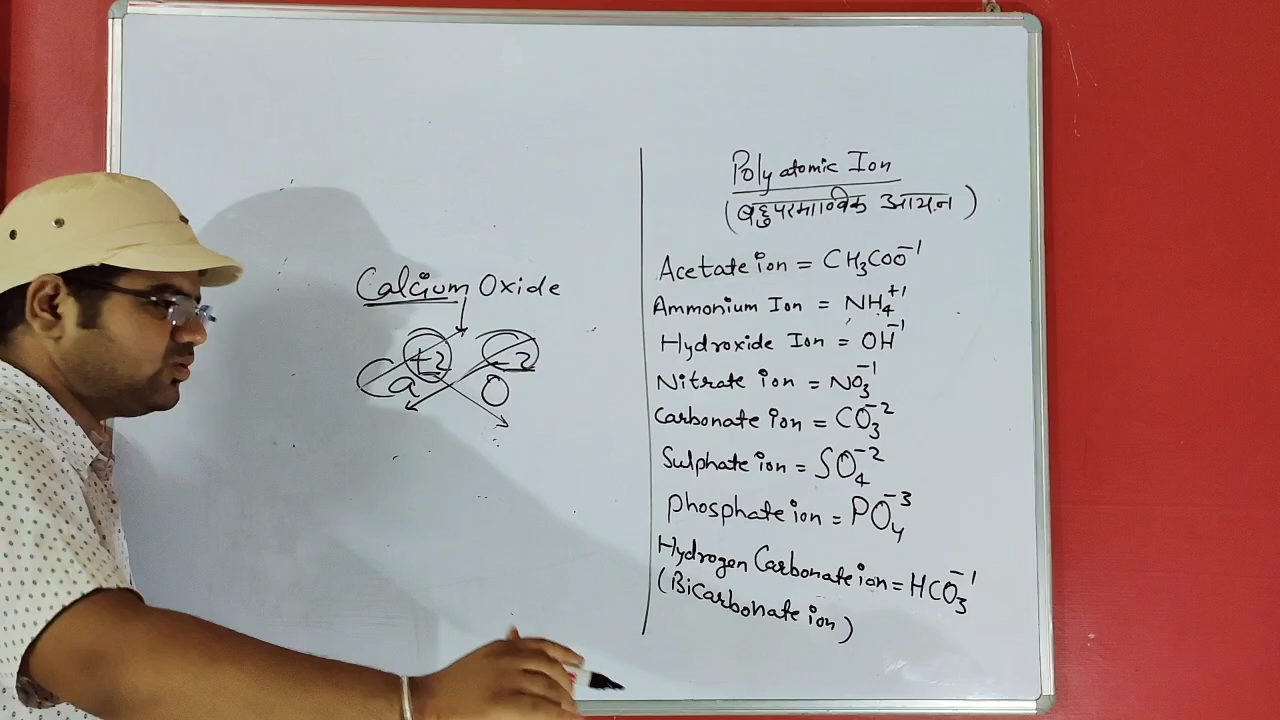 Calcium Oxide
+2 -2
Ca O
Polyatomic Ion
(बहुपरमाण्विक आयन)
Acetate ion = CH₃COO⁻¹
Ammonium Ion = NH₄⁺¹
Hydroxide Ion = OH⁻¹
Nitrate ion = NO₃⁻¹
Carbonate ion = CO₃⁻²
Sulphate ion = SO₄⁻²
Phosphate ion = PO₄⁻³
Hydrogen Carbonate ion = HCO₃⁻¹
(Bicarbonate ion)